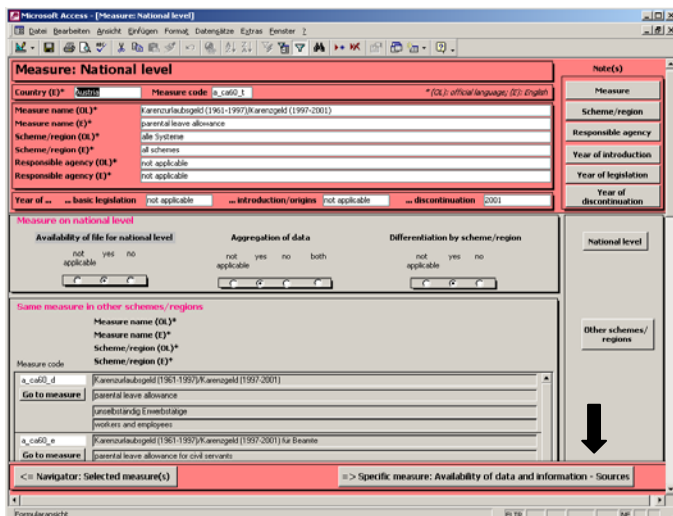 Microsoft Access - [Measure: National level]
Datei Bearbeiten Ansicht Einfügen Format Datensätze Extras Fenster ?
Measure: National level
Note(s)
Country (E)* Austria Measure code a_ca60_t * (OL): official language; (E): English
Measure
Measure name (OL)* Karenzurlaubsgeld (1961-1997)/Karenzgeld (1997-2001)
Measure name (E)* parental leave allowance
Scheme/region
Scheme/region (OL)* alle Systeme
Responsible agency
Scheme/region (E)* all schemes
Year of introduction
Responsible agency (OL)* not applicable
Responsible agency (E)* not applicable
Year of legislation
Year of ... ... basic legislation not applicable ... introduction/origins not applicable ... discontinuation 2001
Year of
discontinuation
Measure on national level
Availability of file for national level Aggregation of data Differentiation by scheme/region
National level
not yes no not yes no both not yes no
applicable applicable applicable
Same measure in other schemes/regions
Measure name (OL)*
Measure name (E)*
Other schemes/
regions
Scheme/region (OL)*
Measure code Scheme/region (E)*
a_ca60_d Karenzurlaubsgeld (1961-1997)/Karenzgeld (1997-2001)
Go to measure parental leave allowance
unselbständig Erwerbstätige
workers and employees
a_ca60_e Karenzurlaubsgeld (1961-1997)/Karenzgeld (1997-2001) für Beamte
Go to measure parental leave allowance for civil servants
<= Navigator: Selected measure(s) => Specific measure: Availability of data and information - Sources
Formularansicht FLTR NF